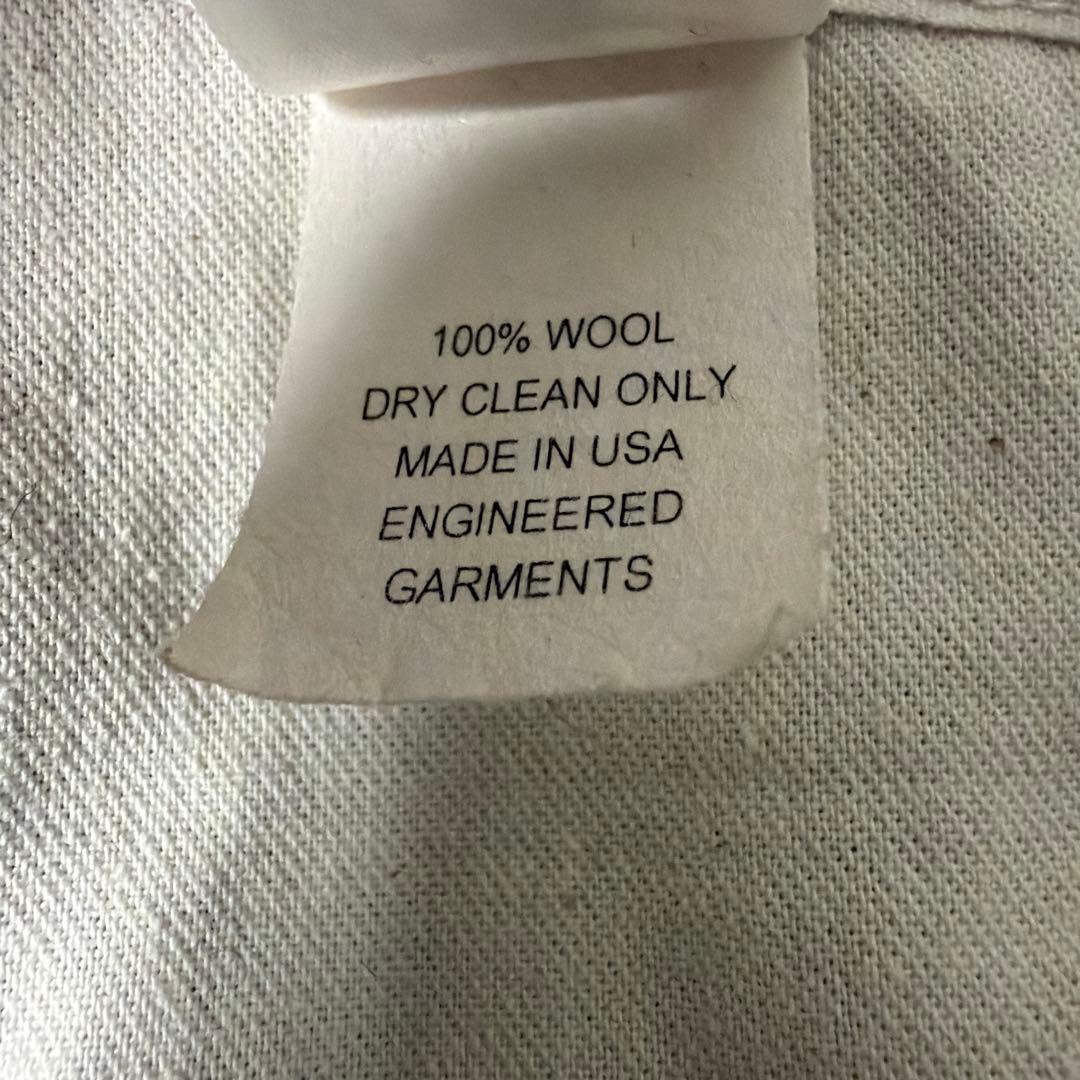 100% WOOL
DRY CLEAN ONLY
MADE IN USA
ENGINEERED
GARMENTS